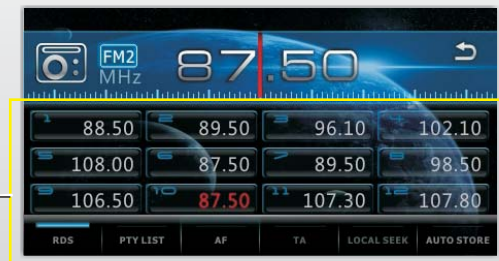 FM2
MHz
87.50
1 88.50 2 89.50 3 96.10 4 102.10
5 108.00 6 87.50 7 89.50 8 98.50
9 106.50 10 87.50 11 107.30 12 107.80
RDS PTY LIST AF TA LOCAL SEEK AUTO STORE